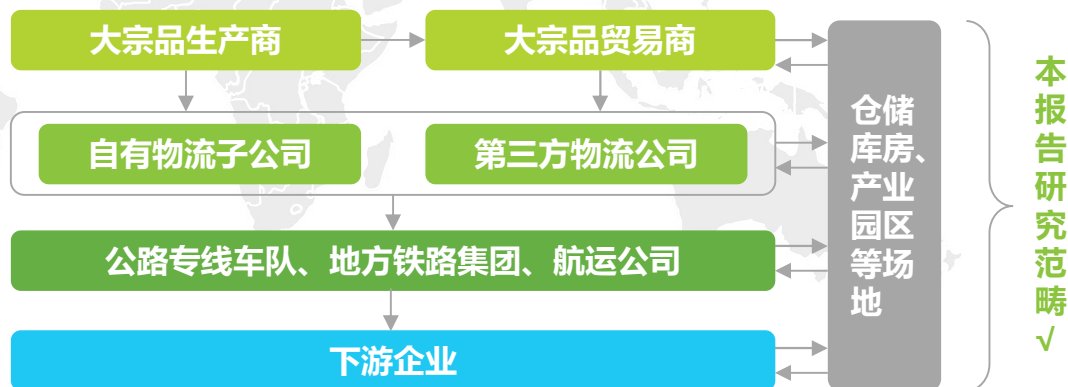 大宗品生产商
大宗品贸易商
自有物流子公司
第三方物流公司
公路专线车队、地方铁路集团、航运公司
下游企业
仓储
库房、
产业
园区
等场
地
本
报
告
研
究
范
畴
√